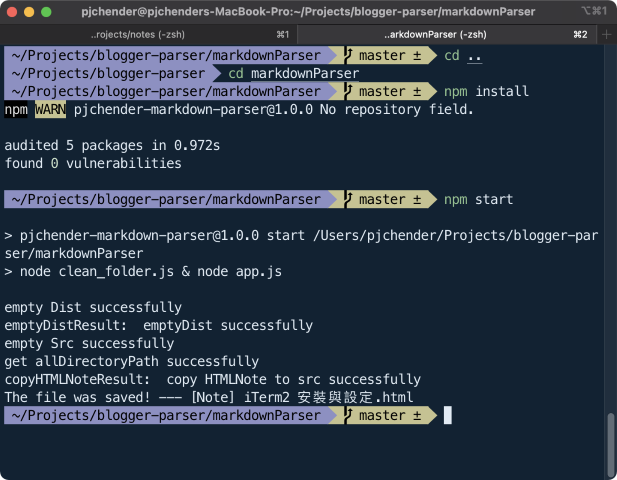 pjchender@pjchenders-MacBook-Pro:~/Projects/blogger-parser/markdownParser ⌥⌘1
..rojects/notes (-zsh) ⌘1 ..arkdownParser (-zsh) ⌘2 +
~/Projects/blogger-parser/markdownParser master ± cd ..
~/Projects/blogger-parser cd markdownParser
~/Projects/blogger-parser/markdownParser master ± npm install
npm WARN pjchender-markdown-parser@1.0.0 No repository field.
audited 5 packages in 0.972s
found 0 vulnerabilities
~/Projects/blogger-parser/markdownParser master ± npm start
> pjchender-markdown-parser@1.0.0 start /Users/pjchender/Projects/blogger-par
ser/markdownParser
> node clean_folder.js & node app.js
empty Dist successfully
emptyDistResult:  emptyDist successfully
empty Src successfully
get allDirectoryPath successfully
copyHTMLNoteResult:  copy HTMLNote to src successfully
The file was saved! --- [Note] iTerm2 安裝與設定.html
~/Projects/blogger-parser/markdownParser master ±